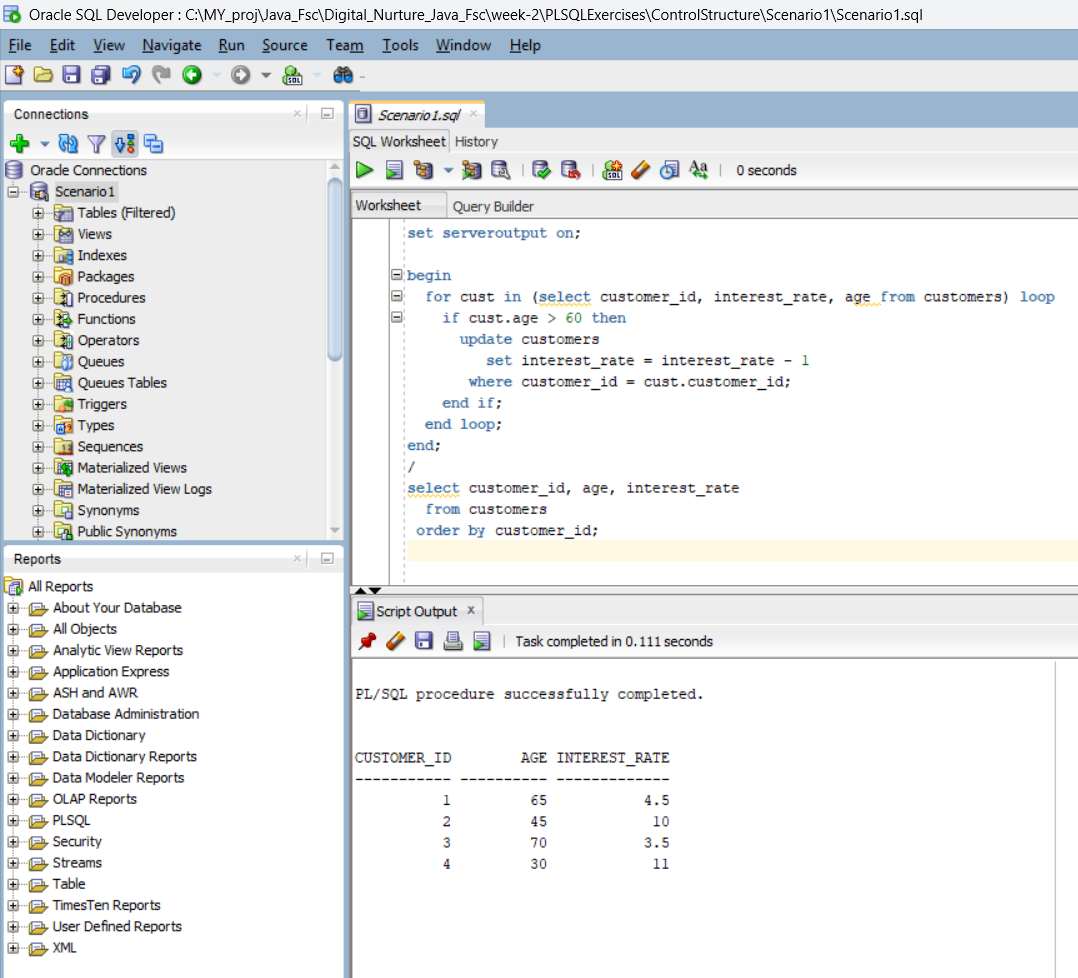 Oracle SQL Developer : C:\MY_proj\Java_Fsc\Digital_Nurture_Java_Fsc\week-2\PLSQLExercises\ControlStructure\Scenario1\Scenario1.sql
File Edit View Navigate Run Source Team Tools Window Help
Connections
Oracle Connections
Scenario1
Tables (Filtered)
Views
Indexes
Packages
Procedures
Functions
Operators
Queues
Queues Tables
Triggers
Types
Sequences
Materialized Views
Materialized View Logs
Synonyms
Public Synonyms
Reports
All Reports
About Your Database
All Objects
Analytic View Reports
Application Express
ASH and AWR
Database Administration
Data Dictionary
Data Dictionary Reports
Data Modeler Reports
OLAP Reports
PLSQL
Security
Streams
Table
TimesTen Reports
User Defined Reports
XML
Scenario1.sql
SQL Worksheet History
0 seconds
Worksheet Query Builder
set serveroutput on;
begin
for cust in (select customer_id, interest_rate, age from customers) loop
if cust.age > 60 then
update customers
set interest_rate = interest_rate - 1
where customer_id = cust.customer_id;
end if;
end loop;
end;
/
select customer_id, age, interest_rate
from customers
order by customer_id;
Script Output x
Task completed in 0.111 seconds
PL/SQL procedure successfully completed.
CUSTOMER_ID AGE INTEREST_RATE
----------- ---------- -------------
1 65 4.5
2 45 10
3 70 3.5
4 30 11